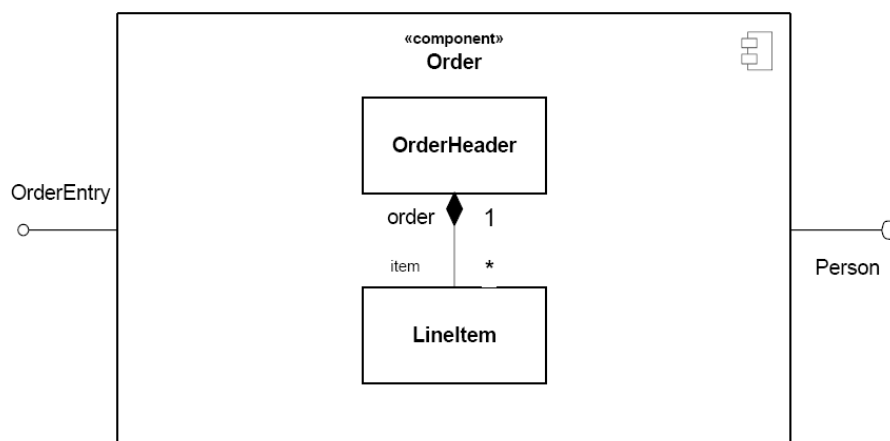 «component»
Order
OrderHeader
OrderEntry
order 1
item *
Person
LineItem